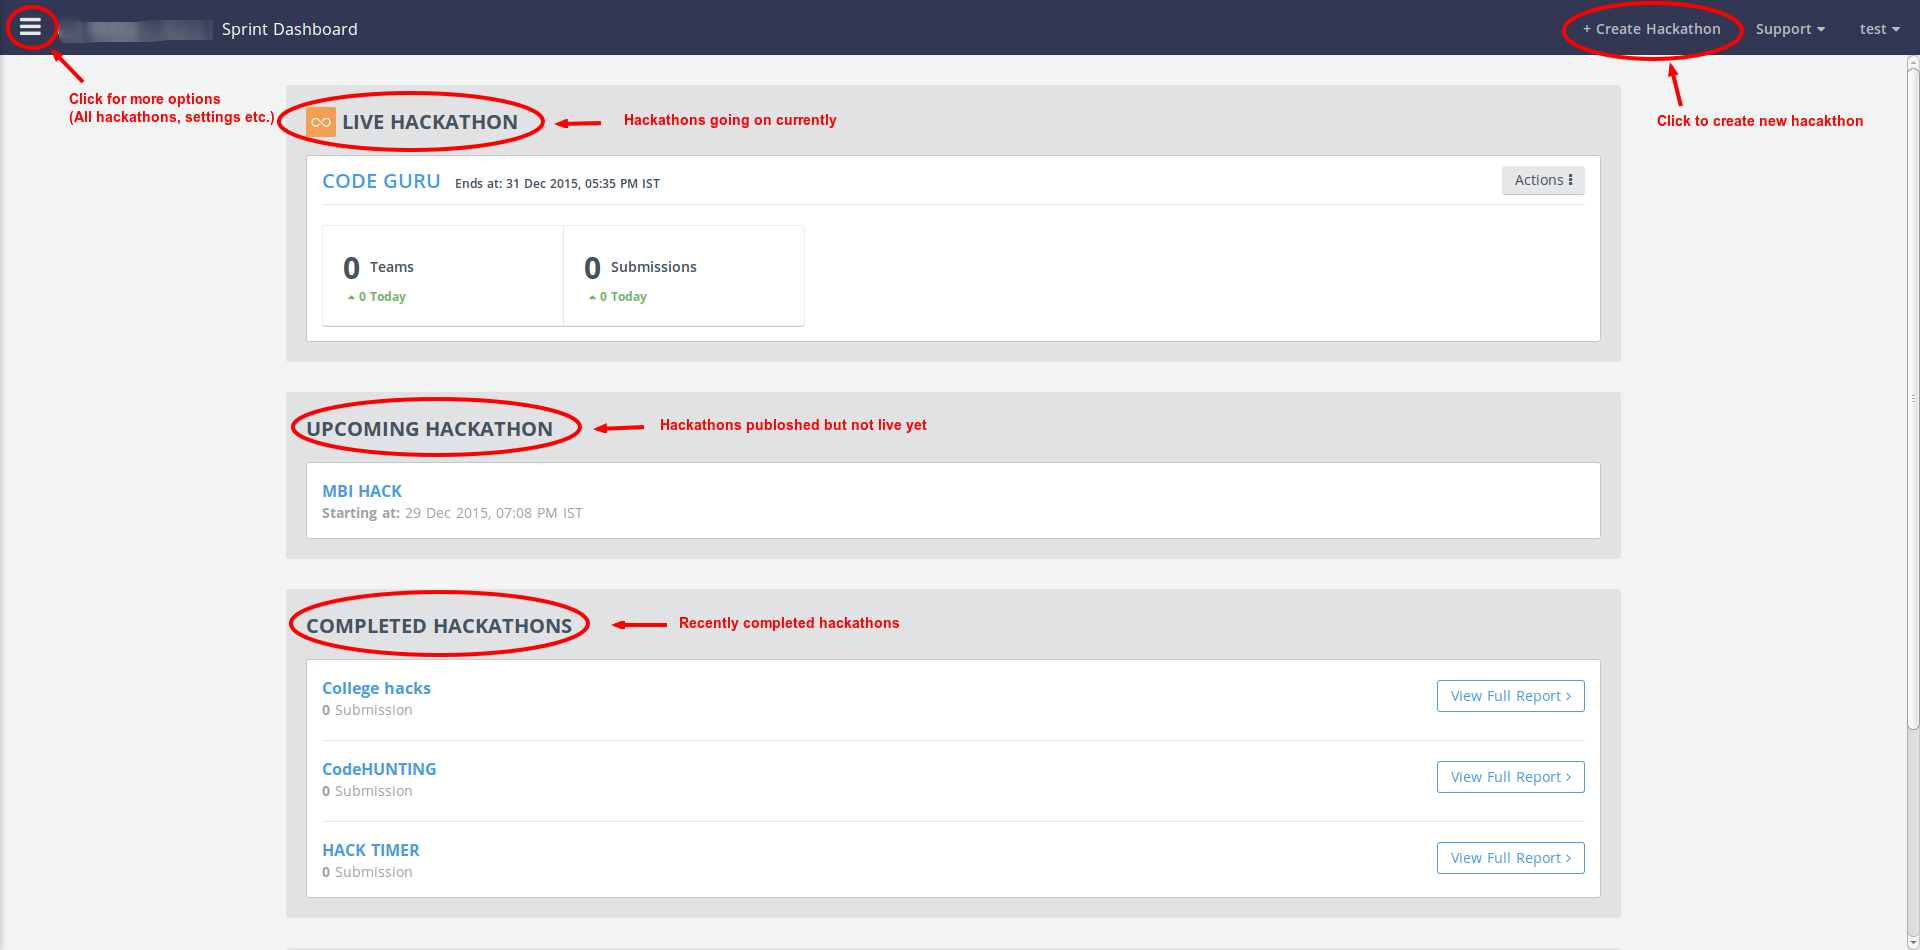 Sprint Dashboard
+ Create Hackathon
Support
test
Click for more options
(All hackathons, settings etc.)
Click to create new hacakthon
LIVE HACKATHON
Hackathons going on currently
CODE GURU Ends at: 31 Dec 2015, 05:35 PM IST
Actions
0 Teams
0 Today
0 Submissions
0 Today
UPCOMING HACKATHON
Hackathons publoshed but not live yet
MBI HACK
Starting at: 29 Dec 2015, 07:08 PM IST
COMPLETED HACKATHONS
Recently completed hackathons
College hacks
0 Submission
View Full Report >
CodeHUNTING
0 Submission
View Full Report >
HACK TIMER
0 Submission
View Full Report >